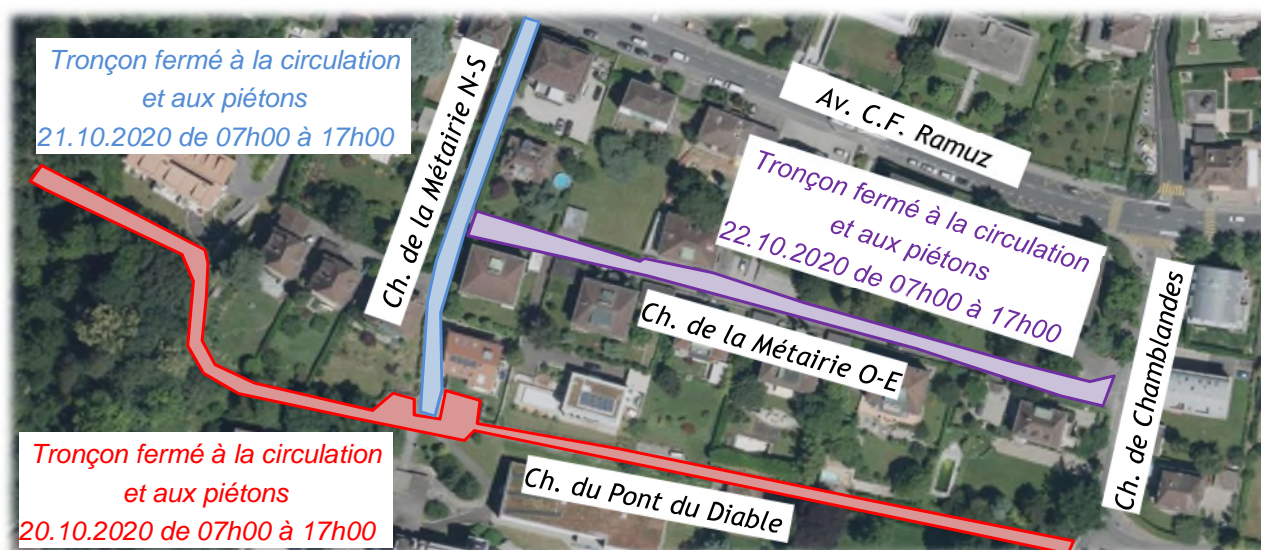 Tronçon fermé à la circulation
et aux piétons
21.10.2020 de 07h00 à 17h00
Ch. de la Métairie N-S
Av. C.F. Ramuz
Tronçon fermé à la circulation
et aux piétons
22.10.2020 de 07h00 à 17h00
Ch. de la Métairie O-E
Ch. de Chamblandes
Tronçon fermé à la circulation
et aux piétons
20.10.2020 de 07h00 à 17h00
Ch. du Pont du Diable